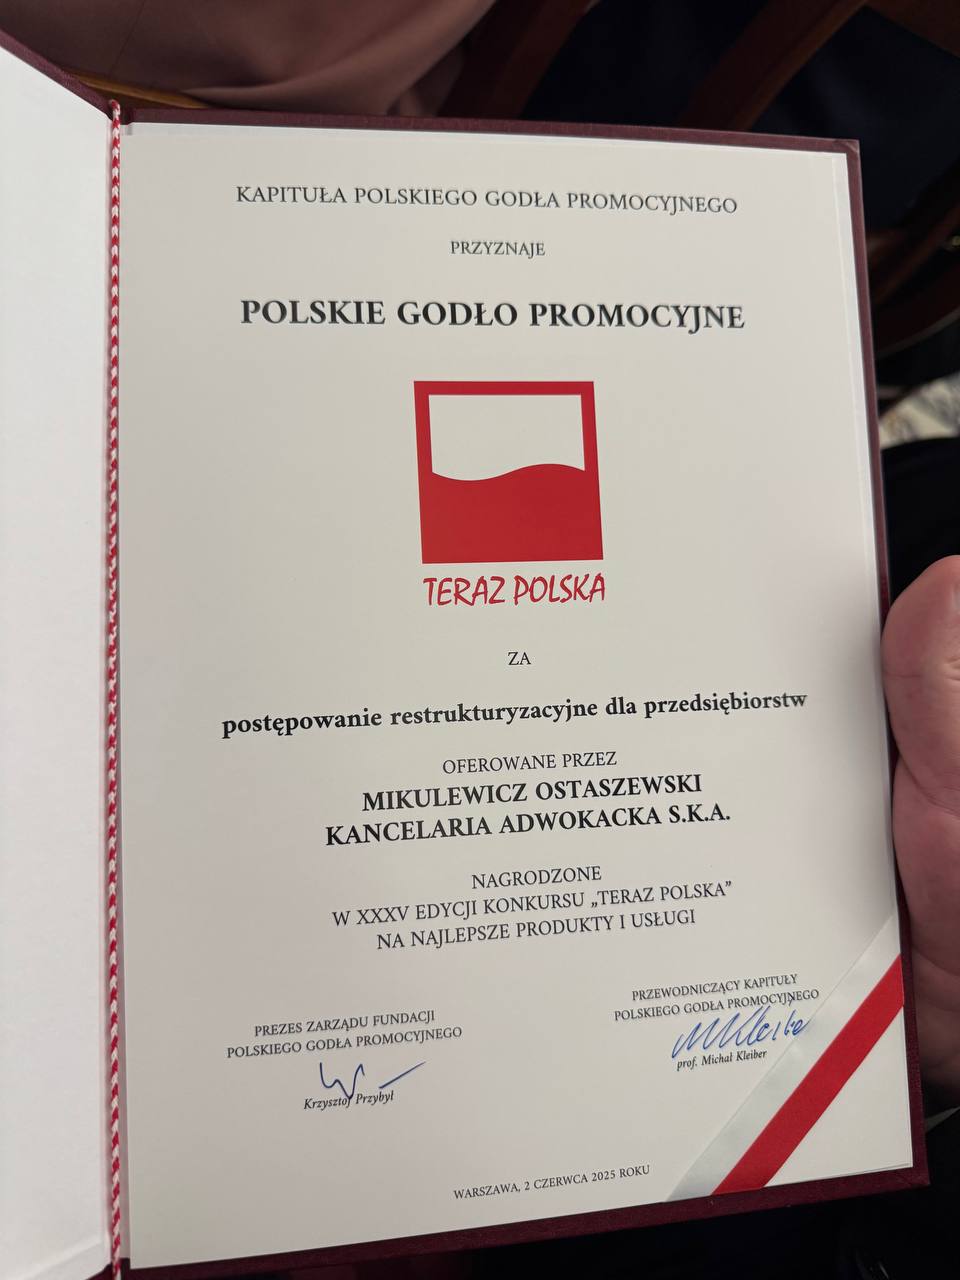 KAPITUŁA POLSKIEGO GODŁA PROMOCYJNEGO
PRZYZNAJE
POLSKIE GODŁO PROMOCYJNE
TERAZ POLSKA
ZA
postępowanie restrukturyzacyjne dla przedsiębiorstw
OFEROWANE PRZEZ
MIKULEWICZ OSTASZEWSKI
KANCELARIA ADWOKACKA S.K.A.
NAGRODZONE
W XXXV EDYCJI KONKURSU „TERAZ POLSKA”
NA NAJLEPSZE PRODUKTY I USŁUGI
PREZES ZARZĄDU FUNDACJI
POLSKIEGO GODŁA PROMOCYJNEGO
Krzysztof Przybył
PRZEWODNICZĄCY KAPITUŁY
POLSKIEGO GODŁA PROMOCYJNEGO
MKleiber
prof. Michał Kleiber
WARSZAWA, 2 CZERWCA 2025 ROKU